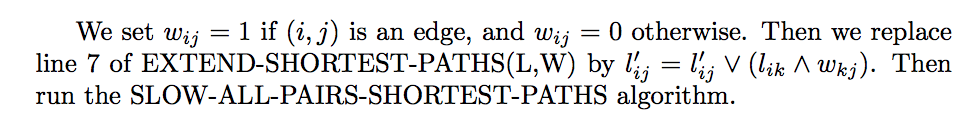 We set $w_{ij} = 1$ if $(i, j)$ is an edge, and $w_{ij} = 0$ otherwise. Then we replace
line 7 of EXTEND-SHORTEST-PATHS(L,W) by $l'_{ij} = l'_{ij} \vee (l_{ik} \wedge w_{kj})$. Then
run the SLOW-ALL-PAIRS-SHORTEST-PATHS algorithm.